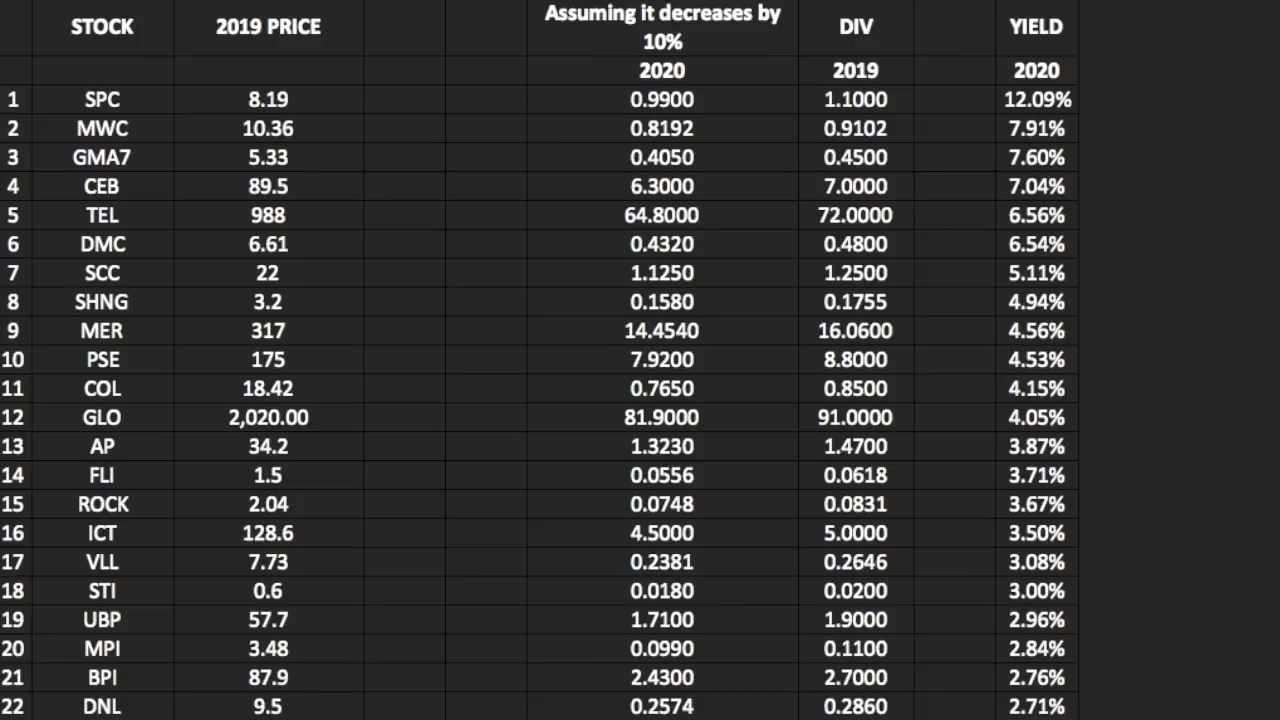 STOCK 2019 PRICE Assuming it decreases by 10% DIV YIELD
2020 2019 2020
1 SPC 8.19 0.9900 1.1000 12.09%
2 MWC 10.36 0.8192 0.9102 7.91%
3 GMA7 5.33 0.4050 0.4500 7.60%
4 CEB 89.5 6.3000 7.0000 7.04%
5 TEL 988 64.8000 72.0000 6.56%
6 DMC 6.61 0.4320 0.4800 6.54%
7 SCC 22 1.1250 1.2500 5.11%
8 SHNG 3.2 0.1580 0.1755 4.94%
9 MER 317 14.4540 16.0600 4.56%
10 PSE 175 7.9200 8.8000 4.53%
11 COL 18.42 0.7650 0.8500 4.15%
12 GLO 2,020.00 81.9000 91.0000 4.05%
13 AP 34.2 1.3230 1.4700 3.87%
14 FLI 1.5 0.0556 0.0618 3.71%
15 ROCK 2.04 0.0748 0.0831 3.67%
16 ICT 128.6 4.5000 5.0000 3.50%
17 VLL 7.73 0.2381 0.2646 3.08%
18 STI 0.6 0.0180 0.0200 3.00%
19 UBP 57.7 1.7100 1.9000 2.96%
20 MPI 3.48 0.0990 0.1100 2.84%
21 BPI 87.9 2.4300 2.7000 2.76%
22 DNL 9.5 0.2574 0.2860 2.71%